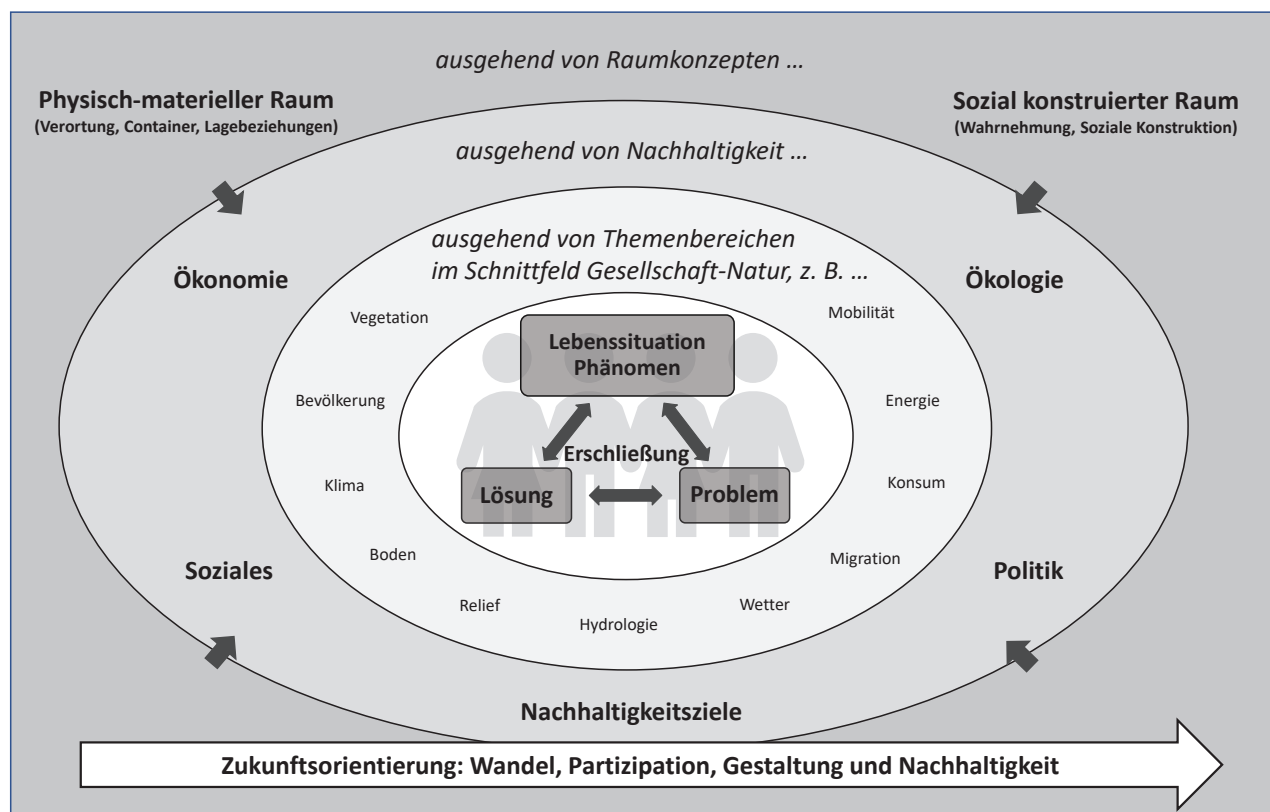 ausgehend von Raumkonzepten …
Physisch-materieller Raum
(Verortung, Container, Lagebeziehungen)
Sozial konstruierter Raum
(Wahrnehmung, Soziale Konstruktion)
ausgehend von Nachhaltigkeit …
ausgehend von Themenbereichen
im Schnittfeld Gesellschaft-Natur, z. B. …
Ökonomie
Ökologie
Vegetation
Mobilität
Lebenssituation
Phänomen
Bevölkerung
Energie
Erschließung
Klima
Lösung
Problem
Konsum
Boden
Migration
Soziales
Politik
Relief
Wetter
Hydrologie
Nachhaltigkeitsziele
Zukunftsorientierung: Wandel, Partizipation, Gestaltung und Nachhaltigkeit